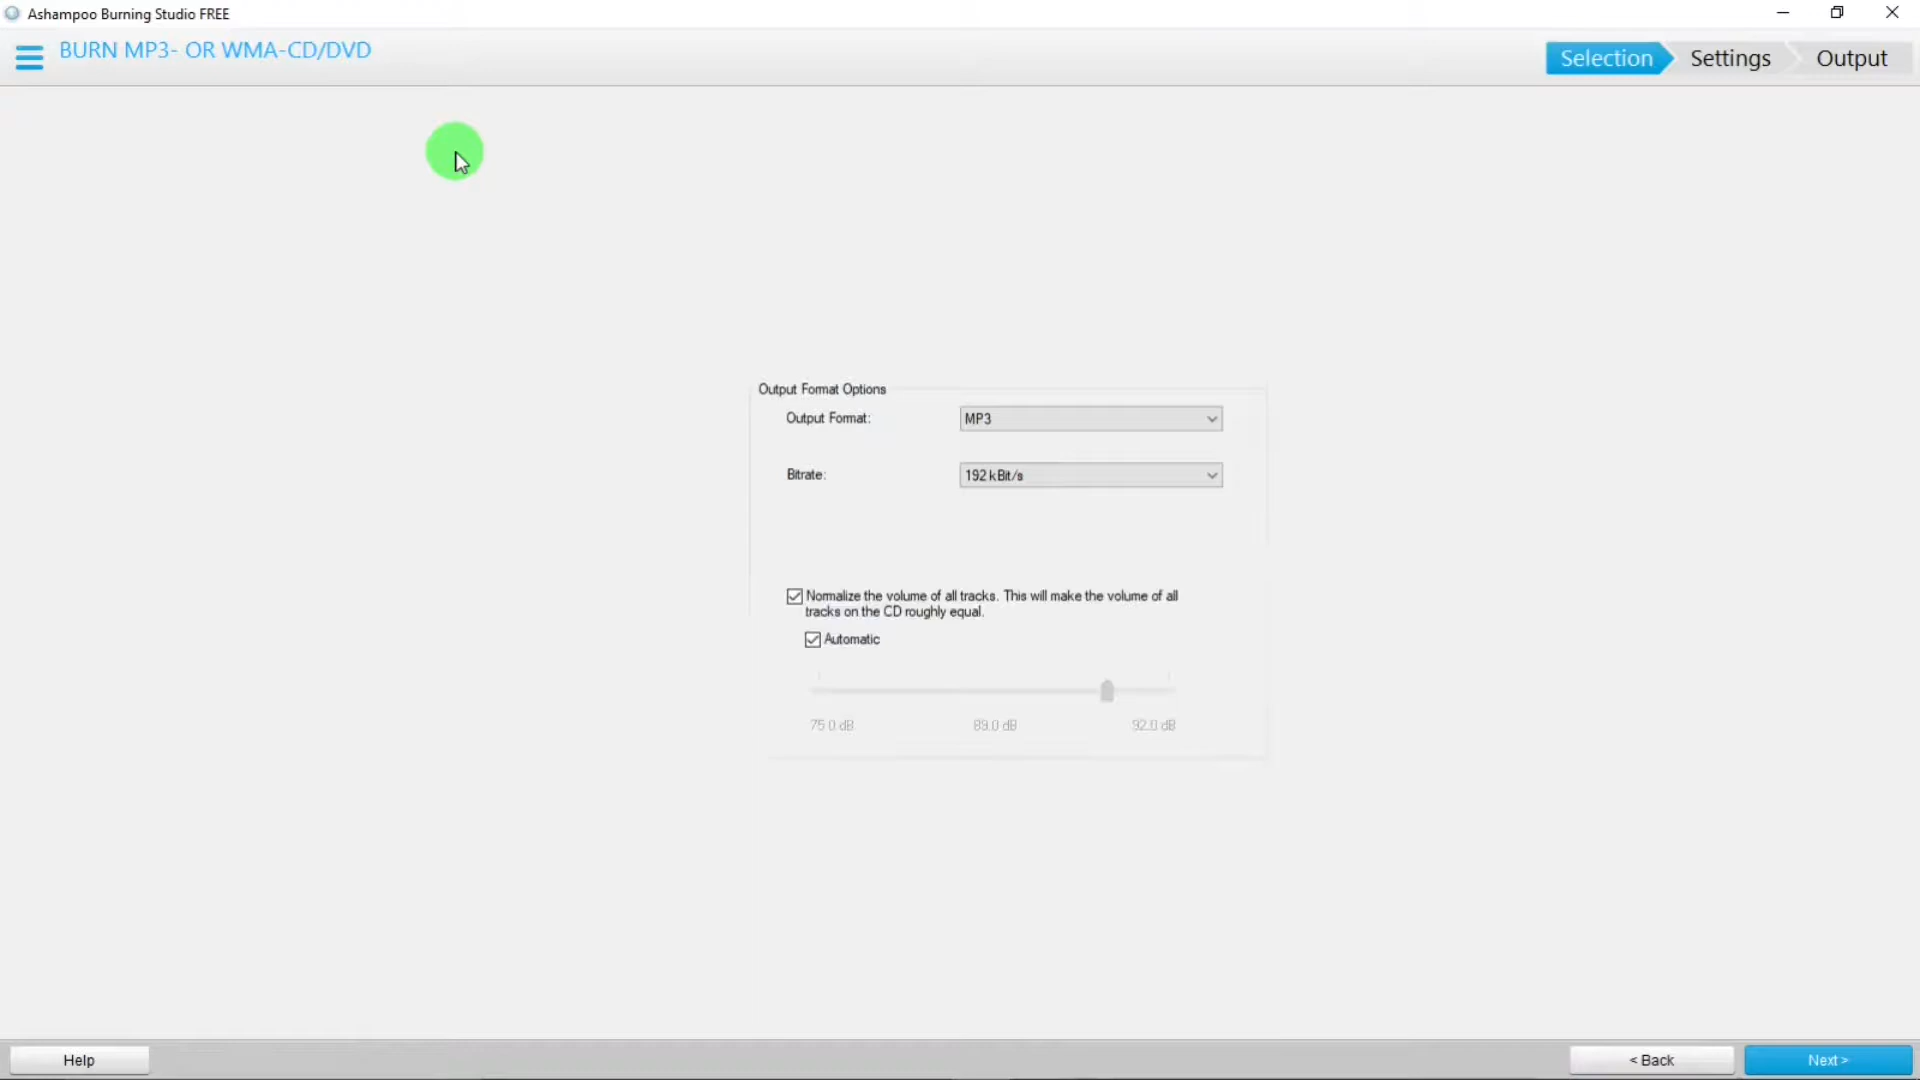 Ashampoo Burning Studio FREE
BURN MP3- OR WMA-CD/DVD
Selection
Settings
Output
Output Format Options
Output Format:
MP3
Bitrate:
192 kBit/s
Normalize the volume of all tracks. This will make the volume of all
tracks on the CD roughly equal.
Automatic
75.0 dB
89.0 dB
92.0 dB
Help
< Back
Next >